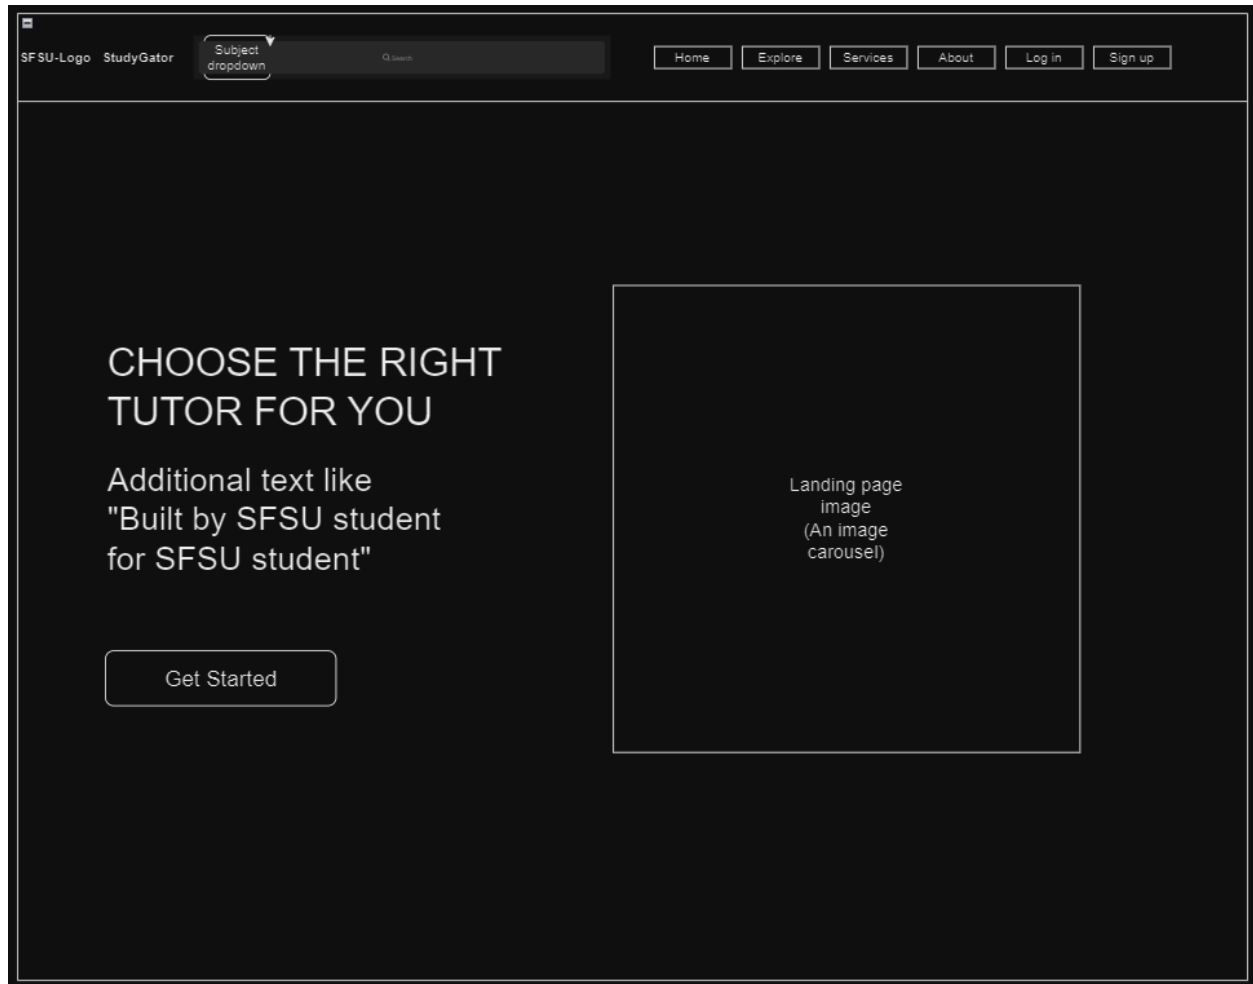 SFSU-Logo StudyGator
Subject
dropdown
Search
Home
Explore
Services
About
Log in
Sign up
CHOOSE THE RIGHT
TUTOR FOR YOU
Additional text like
"Built by SFSU student
for SFSU student"
Get Started
Landing page
image
(An image
carousel)